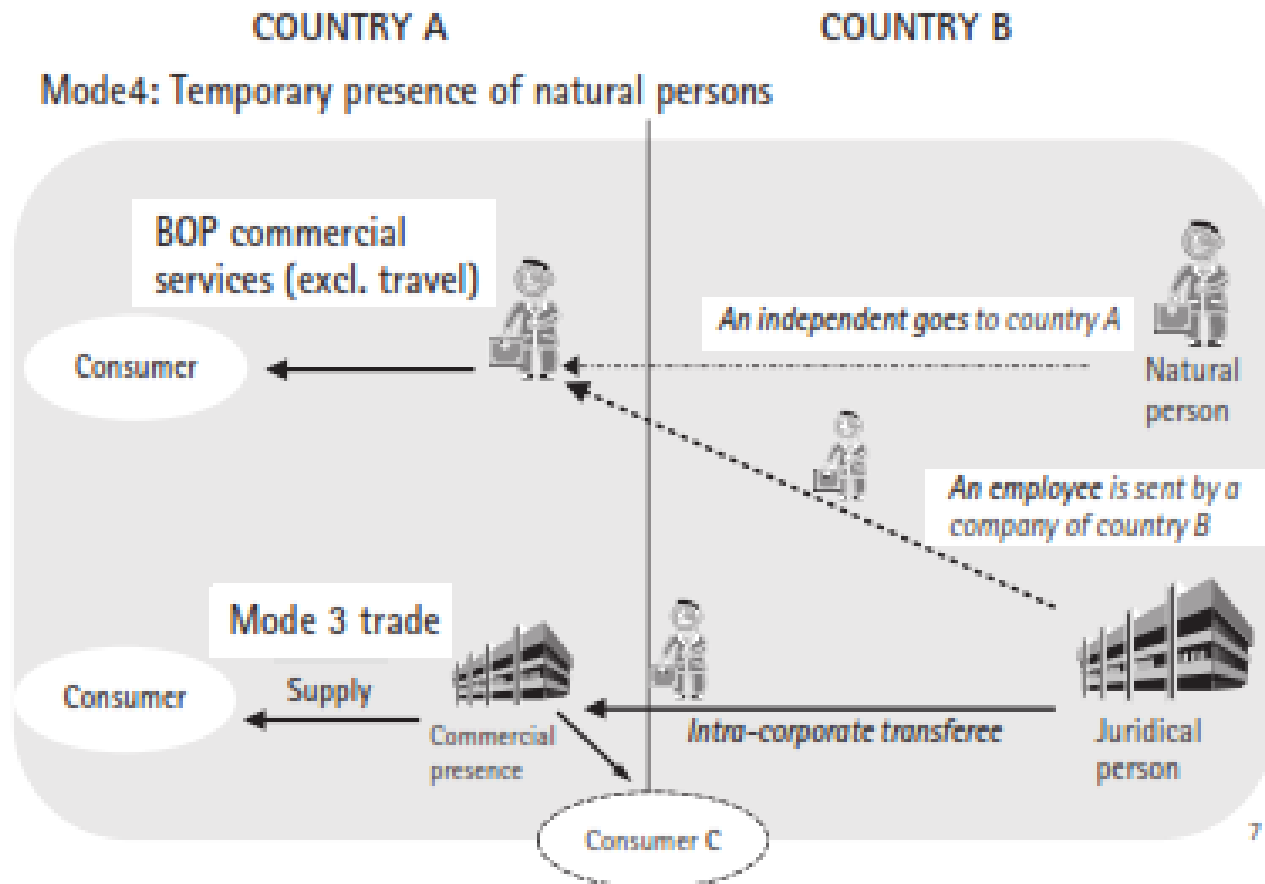 COUNTRY A
COUNTRY B
Mode4: Temporary presence of natural persons
BOP commercial
services (excl. travel)
An independent goes to country A
Consumer
Natural
person
An employee is sent by a
company of country B
Mode 3 trade
Consumer
Supply
Commercial
presence
Intra-corporate transferee
Juridical
person
Consumer C
7